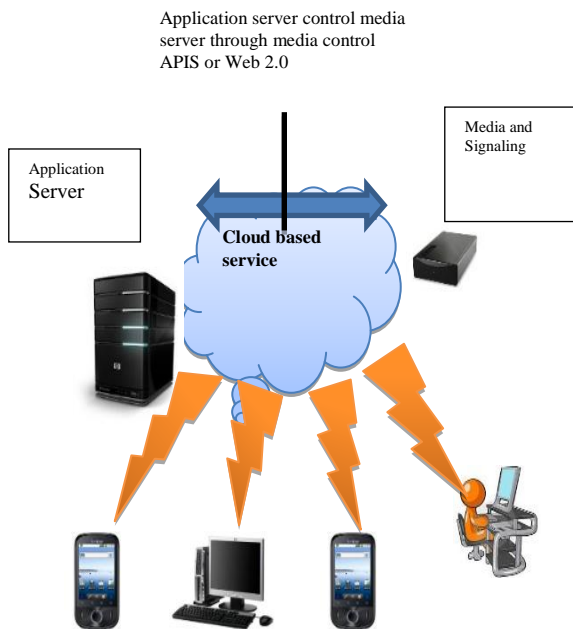 Application server control media
server through media control
APIS or Web 2.0
Application
Server
Media and
Signaling
Cloud based
service